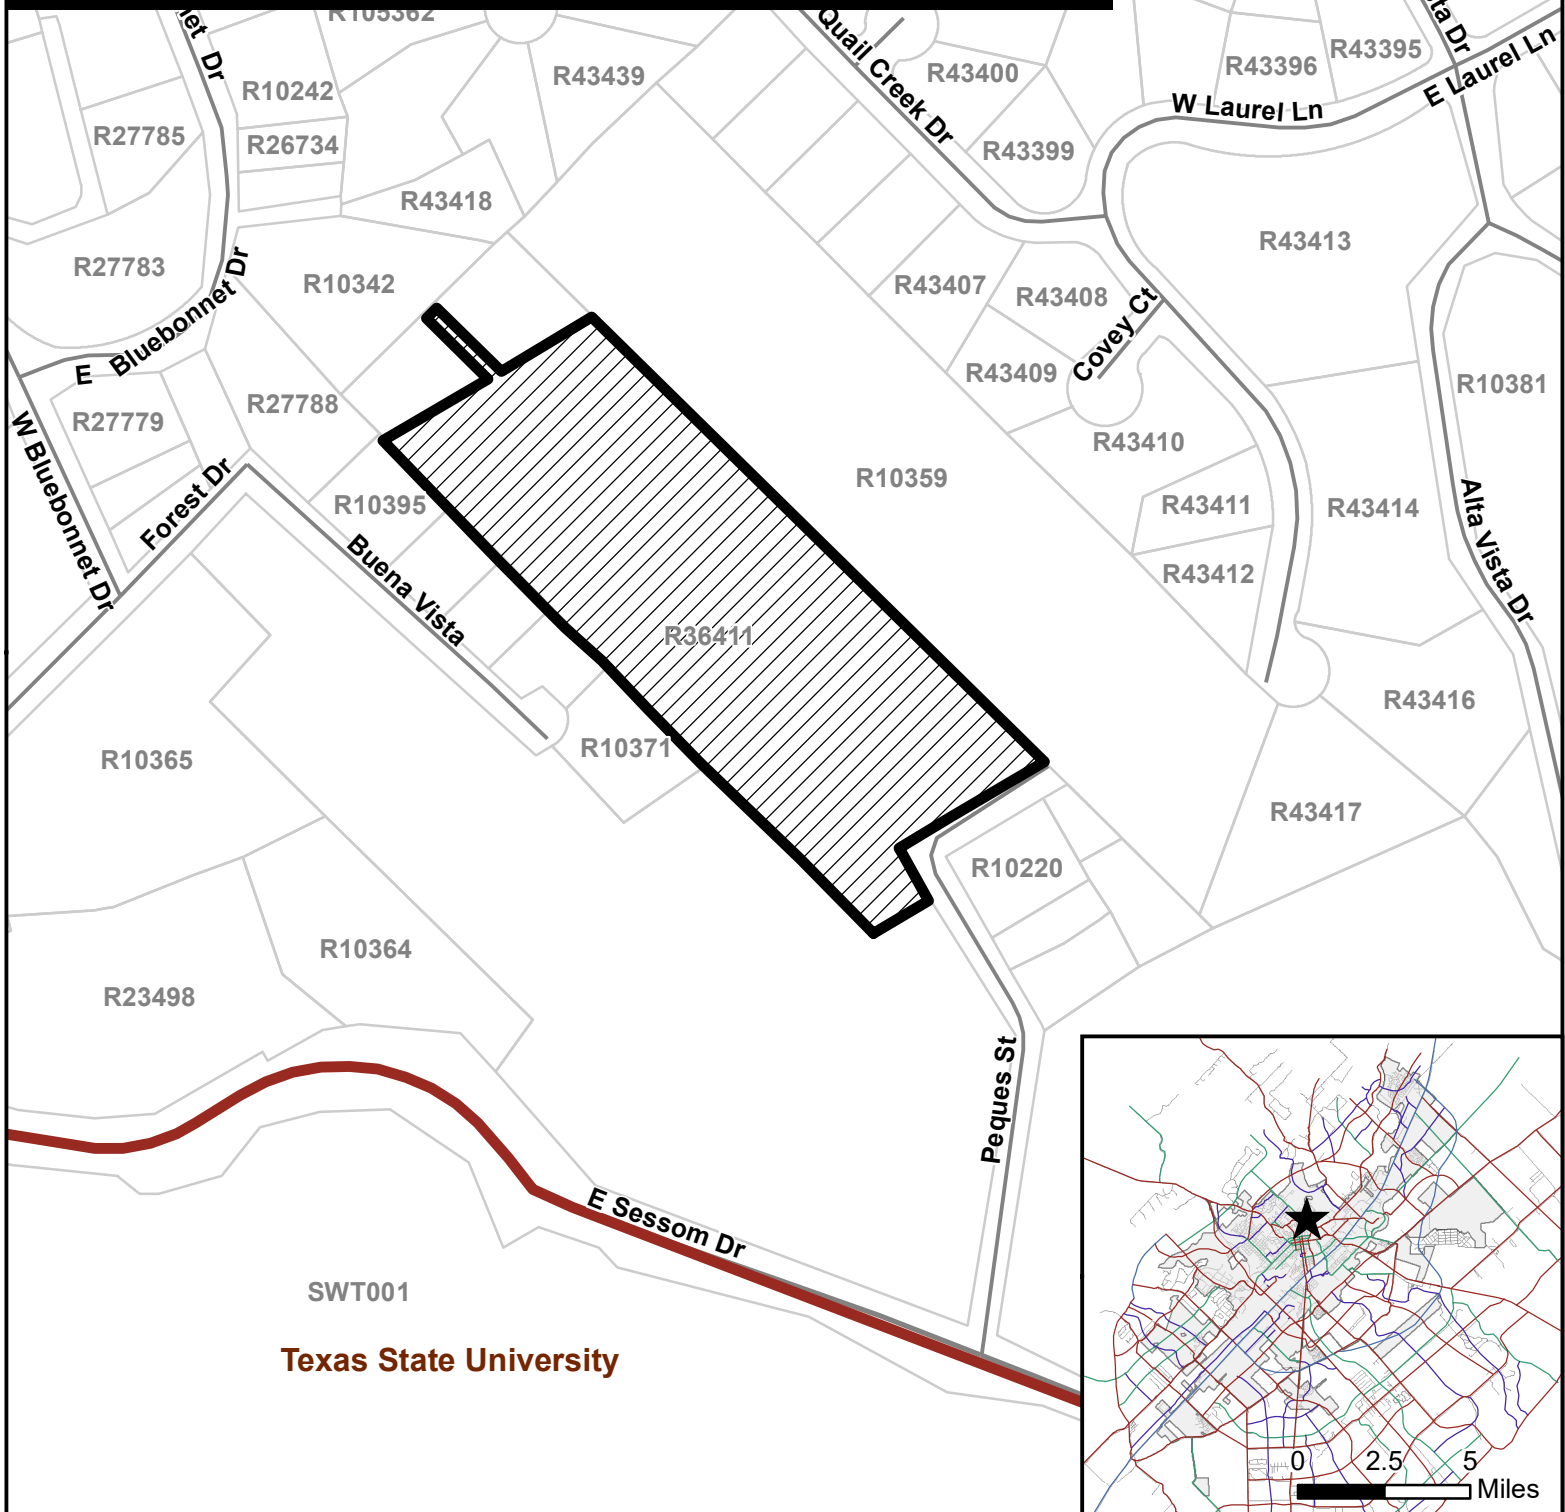 R105362
R43439
Quail Creek Dr
R43400
R43396
R43395
E Laurel Ln
W Laurel Ln
Dr
R10242
R27785
R26734
R43399
R43418
R43413
R27783
Bluebonnet Dr
E
R10342
R43407
R43408
Covey Ct
R43409
R10381
R27779
R27788
W Bluebonnet Dr
Forest Dr
R10395
Buena Vista
R10359
R43410
R43411
R43414
Alta Vista Dr
R43412
R36411
R10365
R10371
R43416
R43417
R10220
R10364
R23498
Peques St
E Sessom Dr
SWT001
Texas State University
0 2.5 5
Miles